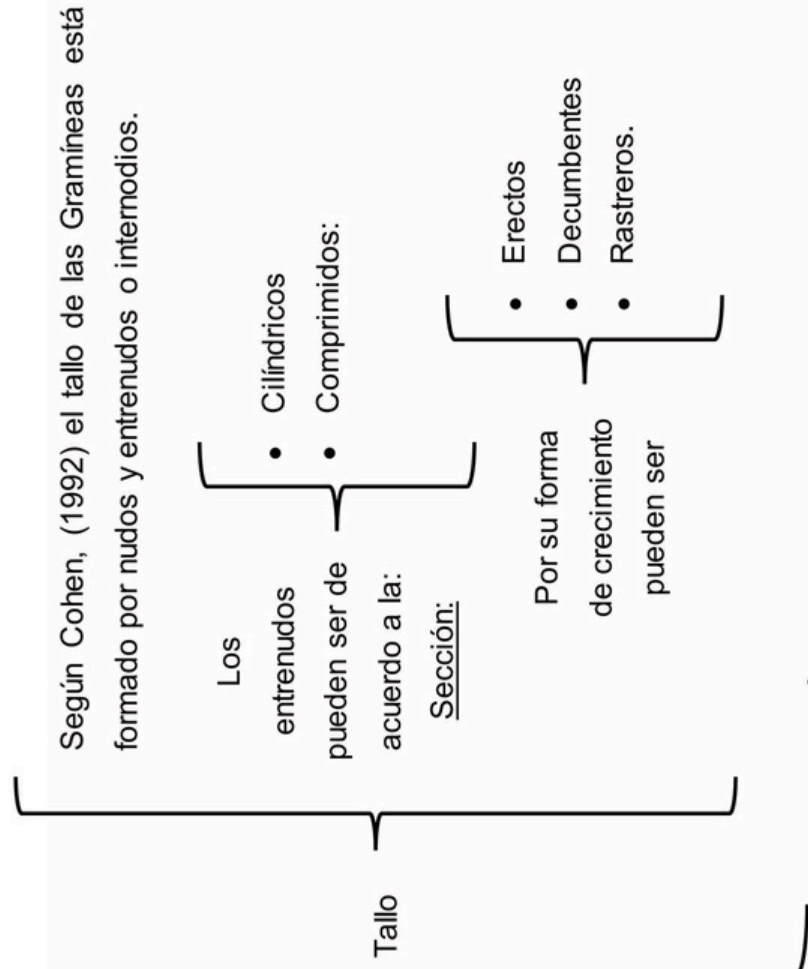 Tallo
Según Cohen, (1992) el tallo de las Gramíneas está
formado por nudos y entrenudos o internodios.
Los
entrenudos
pueden ser de
acuerdo a la:
Sección:
• Cilíndricos
• Comprimidos:
Por su forma
de crecimiento
pueden ser
• Erectos
• Decumbentes
• Rastreros.